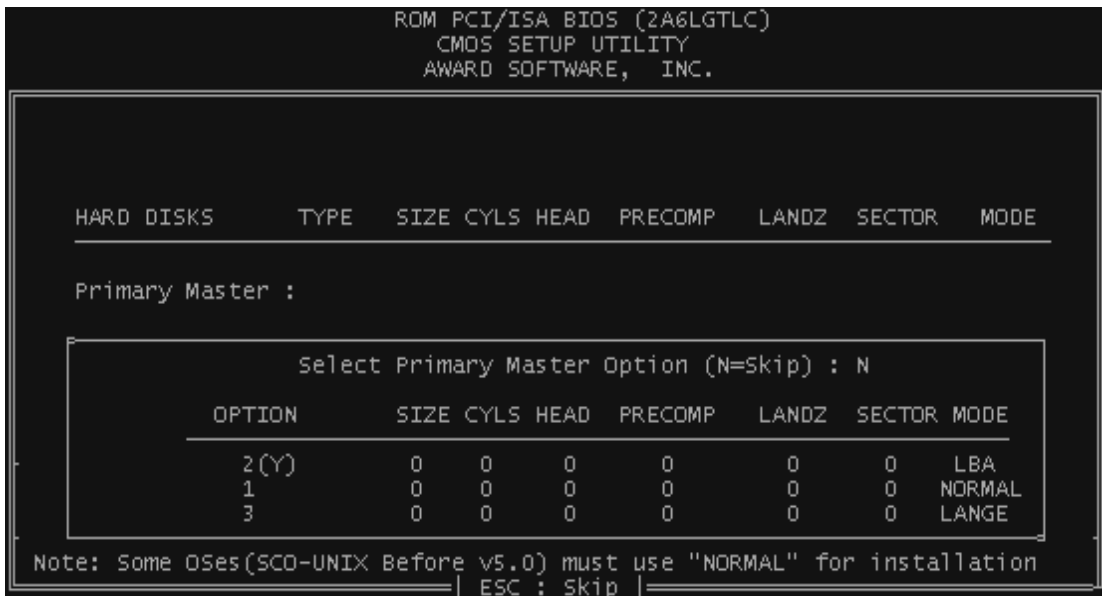 ROM PCI/ISA BIOS (2A6LGTLC)
CMOS SETUP UTILITY
AWARD SOFTWARE, INC.
HARD DISKS TYPE SIZE CYLS HEAD PRECOMP LANDZ SECTOR MODE
Primary Master :
Select Primary Master Option (N=Skip) : N
OPTION SIZE CYLS HEAD PRECOMP LANDZ SECTOR MODE
2(Y) 0 0 0 0 0 0 LBA
1 0 0 0 0 0 0 NORMAL
3 0 0 0 0 0 0 LANGE
Note: Some OSes(SCO-UNIX Before v5.0) must use "NORMAL" for installation
ESC : Skip